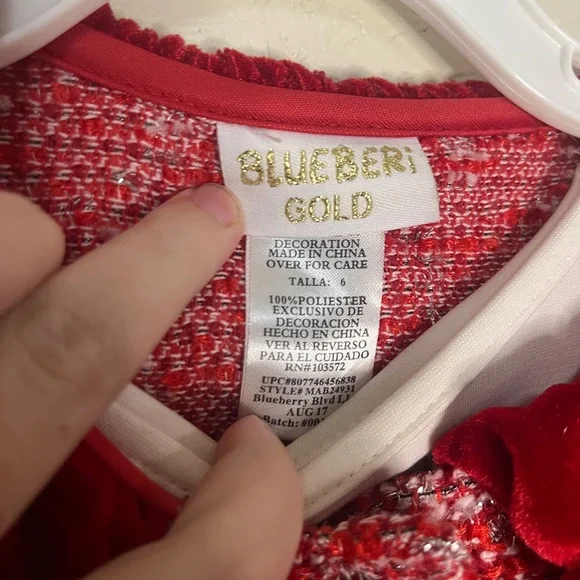 BLUEBERi
GOLD
DECORATION
MADE IN CHINA
OVER FOR CARE
TALLA: 6
100%POLIESTER
EXCLUSIVO DE
DECORACION
HECHO EN CHINA
VER AL REVERSO
PARA EL CUIDADO
RN#103572
UPC#807746456838
STYLE# MAB24931
Blueberry Blvd
AUG 17
Batch: